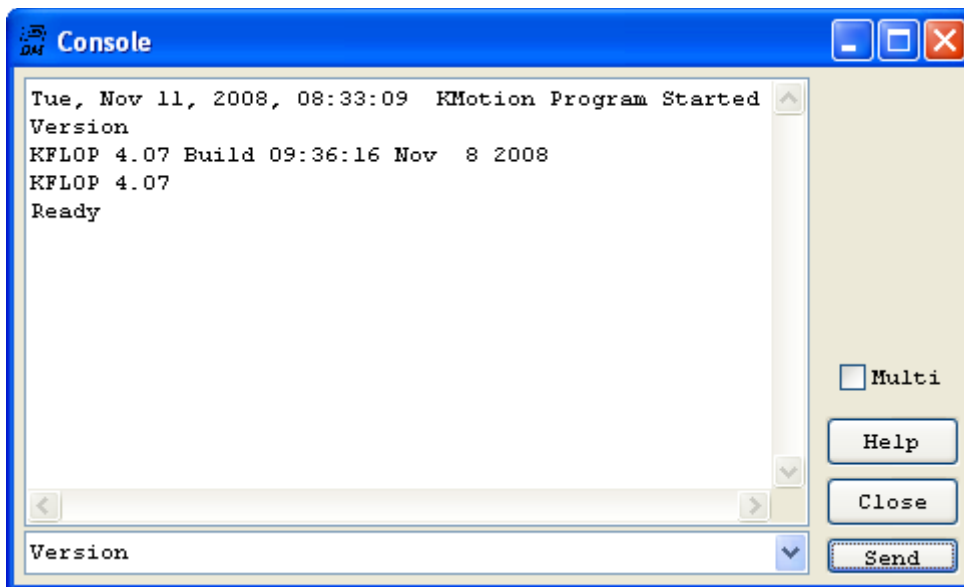 Console
Tue, Nov 11, 2008, 08:33:09  KMotion Program Started
Version
KFLOP 4.07 Build 09:36:16 Nov  8 2008
KFLOP 4.07
Ready
Multi
Help
Close
Version
Send